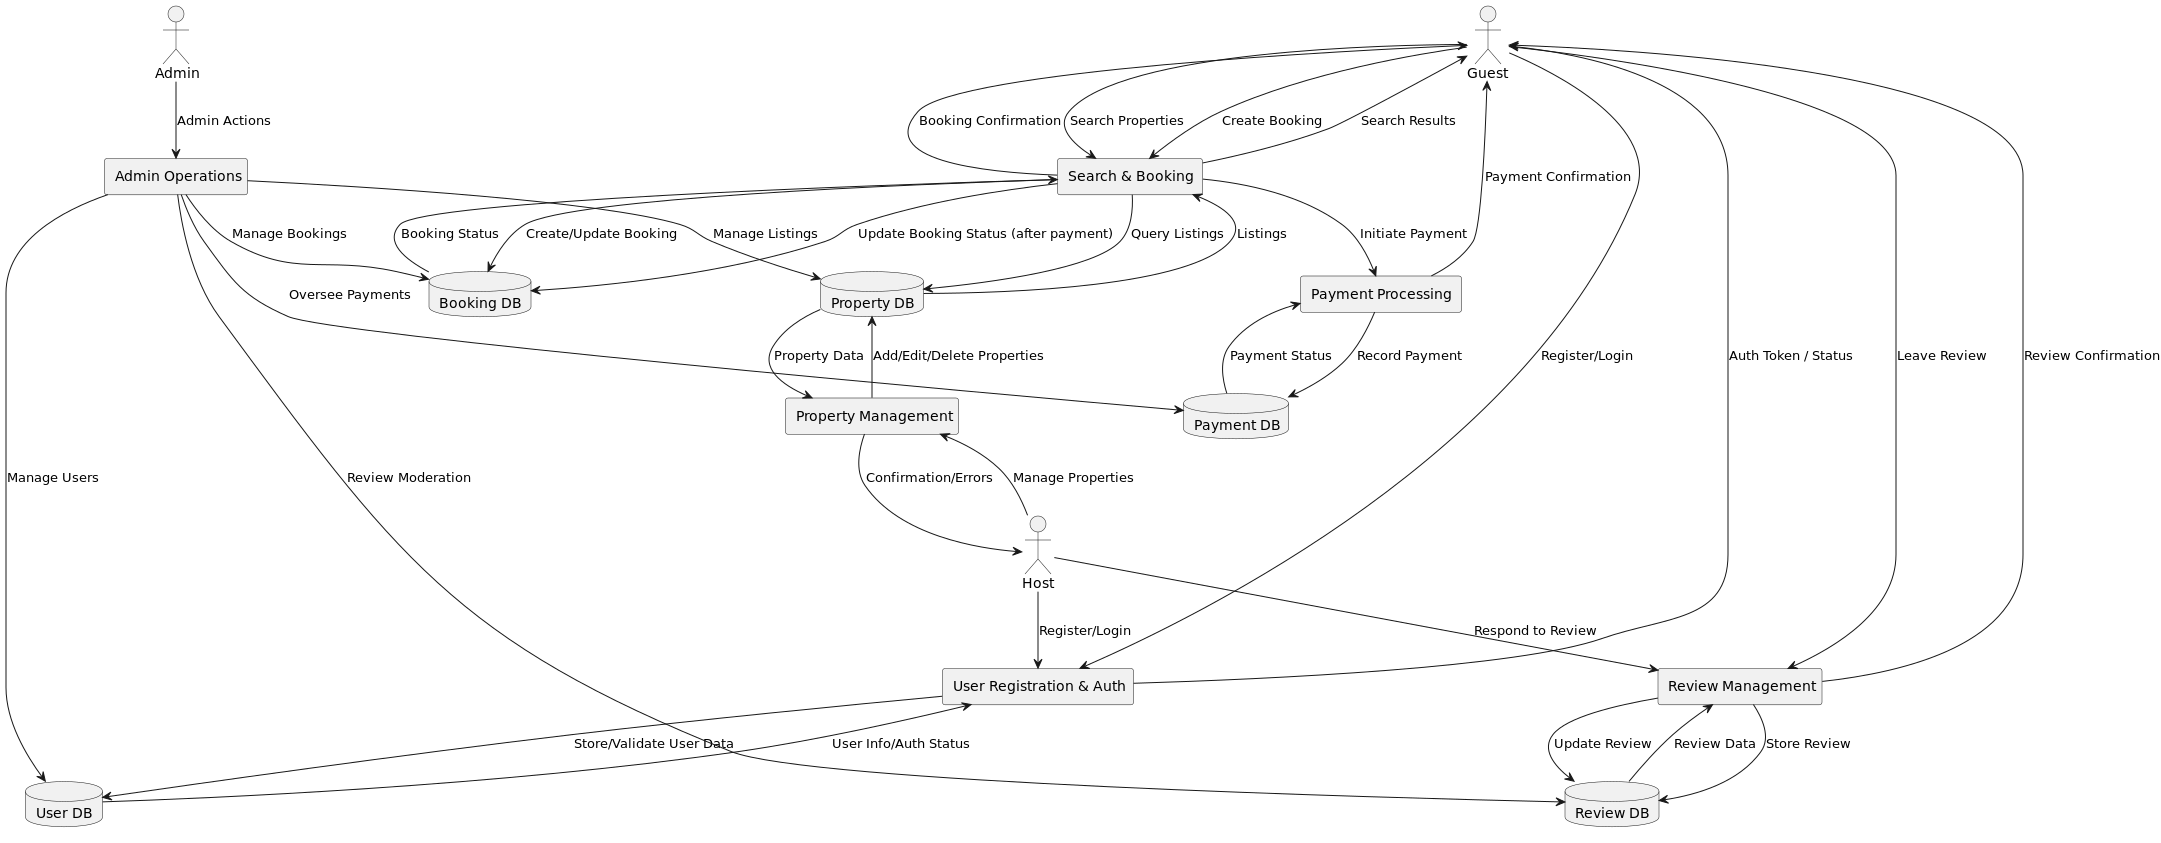 Admin
Guest
Admin Actions
Booking Confirmation
Search Properties
Create Booking
Search Results
Admin Operations
Search & Booking
Payment Confirmation
Manage Bookings
Booking Status
Create/Update Booking
Manage Listings
Update Booking Status (after payment)
Query Listings
Listings
Initiate Payment
Oversee Payments
Booking DB
Property DB
Payment Processing
Property Data
Add/Edit/Delete Properties
Payment Status
Record Payment
Register/Login
Auth Token / Status
Leave Review
Review Confirmation
Property Management
Payment DB
Manage Users
Review Moderation
Confirmation/Errors
Manage Properties
Host
Register/Login
Respond to Review
User Registration & Auth
Review Management
Store/Validate User Data
User Info/Auth Status
Update Review
Review Data
Store Review
User DB
Review DB